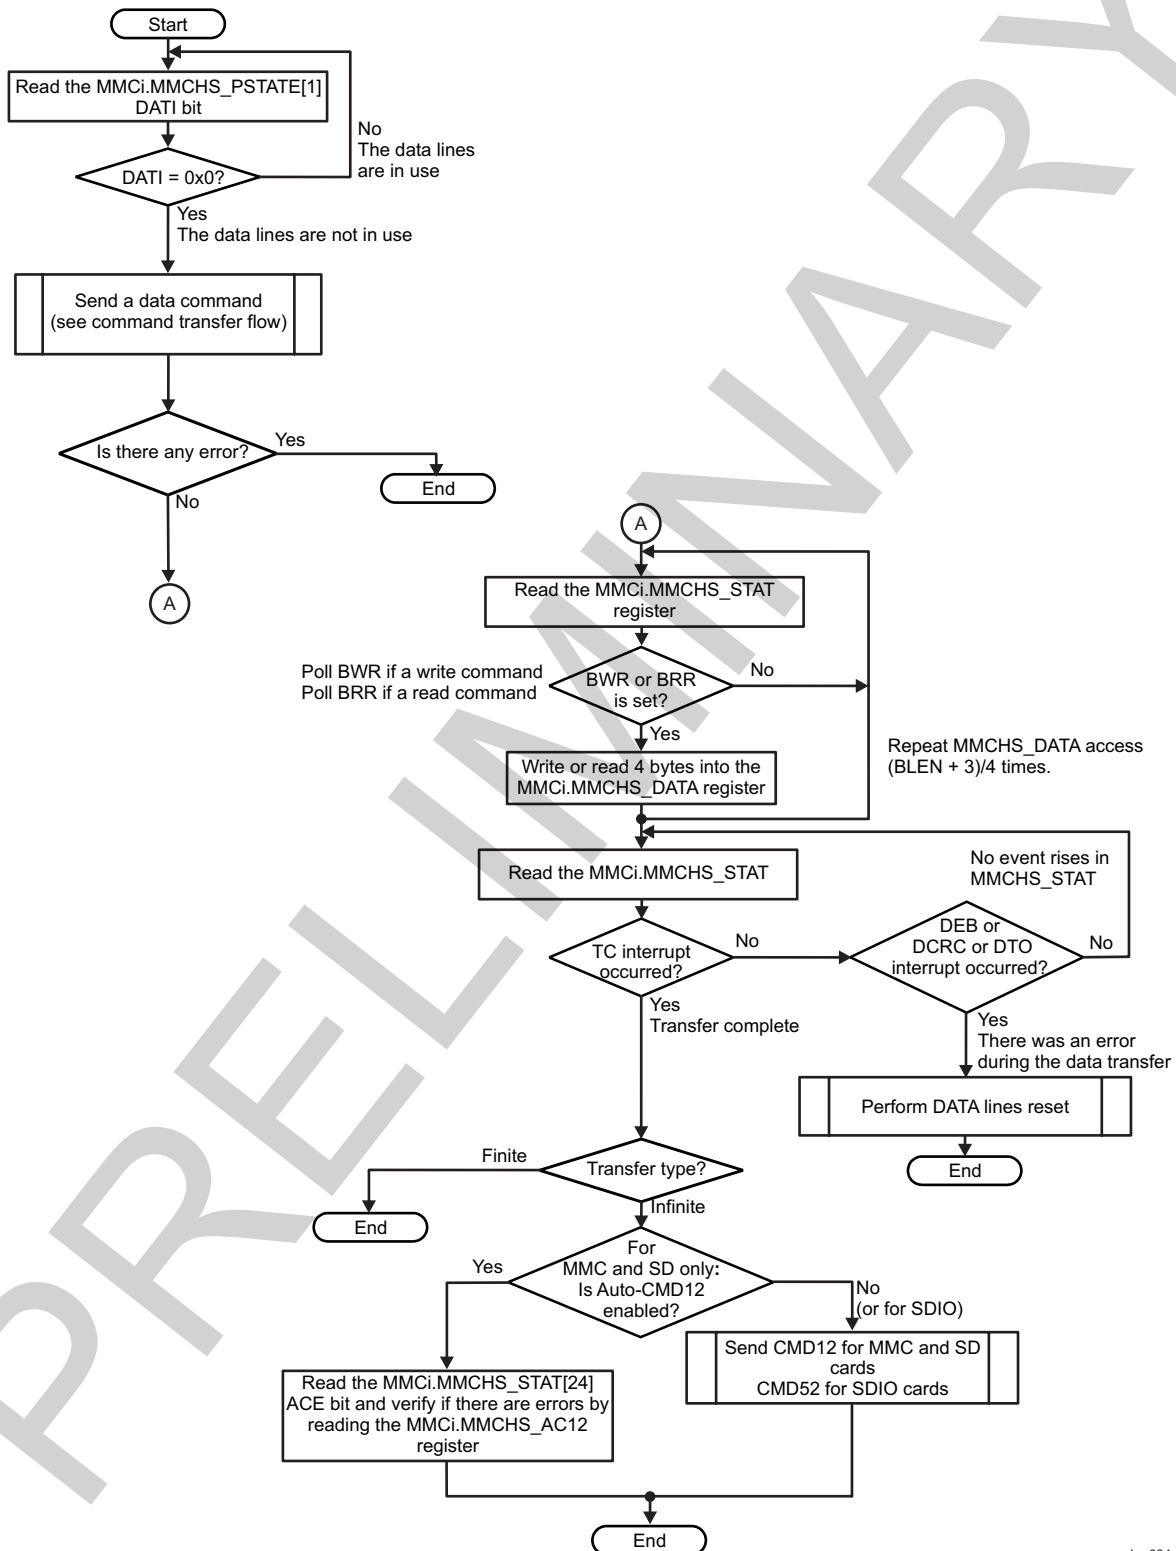 Start
Read the MMCi.MMCHS_PSTATE[1]
DATI bit
No
The data lines
are in use
DATI = 0x0?
Yes
The data lines are not in use
Send a data command
(see command transfer flow)
Is there any error?
Yes
End
No
A
A
Read the MMCi.MMCHS_STAT
register
Poll BWR if a write command
Poll BRR if a read command
BWR or BRR
is set?
No
Yes
Write or read 4 bytes into the
MMCi.MMCHS_DATA register
Repeat MMCHS_DATA access
(BLEN + 3)/4 times.
Read the MMCi.MMCHS_STAT
No event rises in
MMCHS_STAT
TC interrupt
occurred?
No
DEB or
DCRC or DTO
interrupt occurred?
No
Yes
Transfer complete
Yes
There was an error
during the data transfer
Perform DATA lines reset
End
Transfer type?
Finite
End
Infinite
For
MMC and SD only:
Is Auto-CMD12
enabled?
Yes
No
(or for SDIO)
Send CMD12 for MMC and SD
cards
CMD52 for SDIO cards
Read the MMCi.MMCHS_STAT[24]
ACE bit and verify if there are errors by
reading the MMCi.MMCHS_AC12
register
End
PRELIMINARY